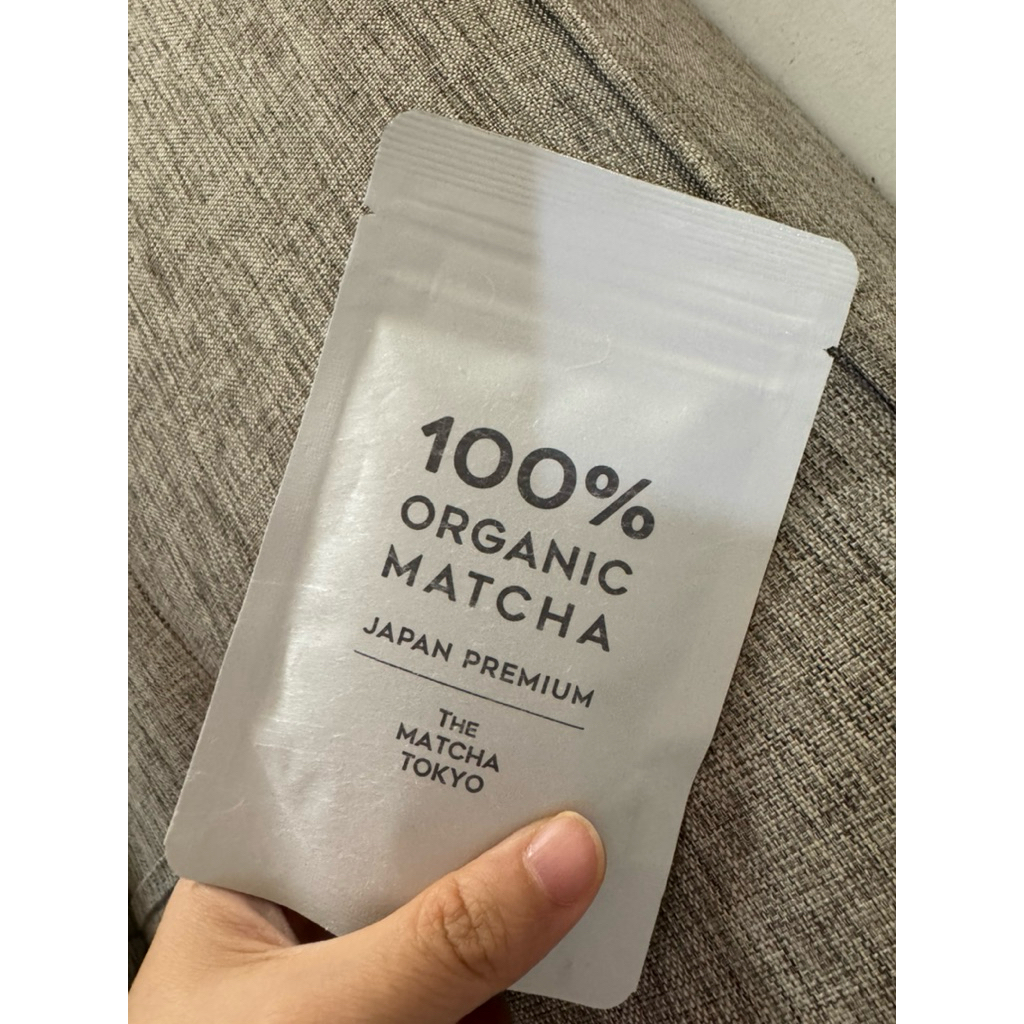 100%
ORGANIC
MATCHA
JAPAN PREMIUM
THE
MATCHA
TOKYO